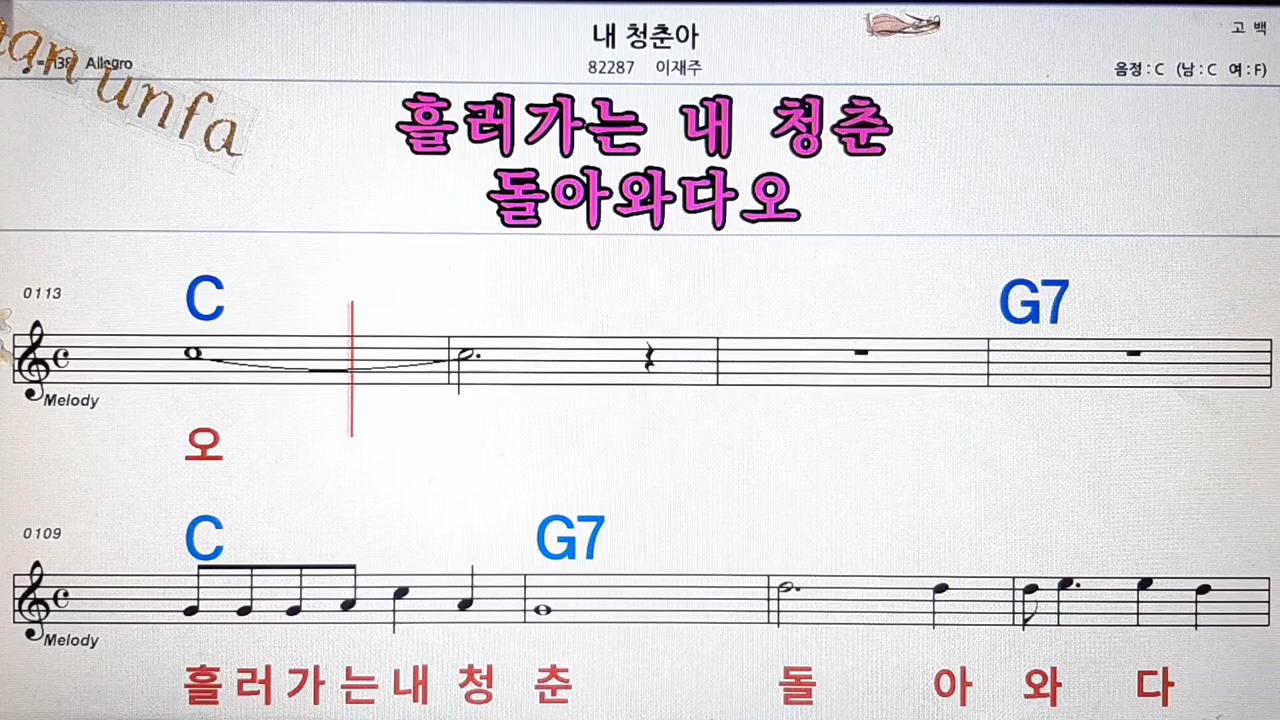 내 청춘아
고 백
82287 이재주
Allegro
음정 : C (남 : C 여 : F)
unfa
흘러가는 내 청춘
돌아와다오
0113
C G7
Melody
오
0109
C G7
Melody
흘러가는내 청 춘 돌 아 와 다